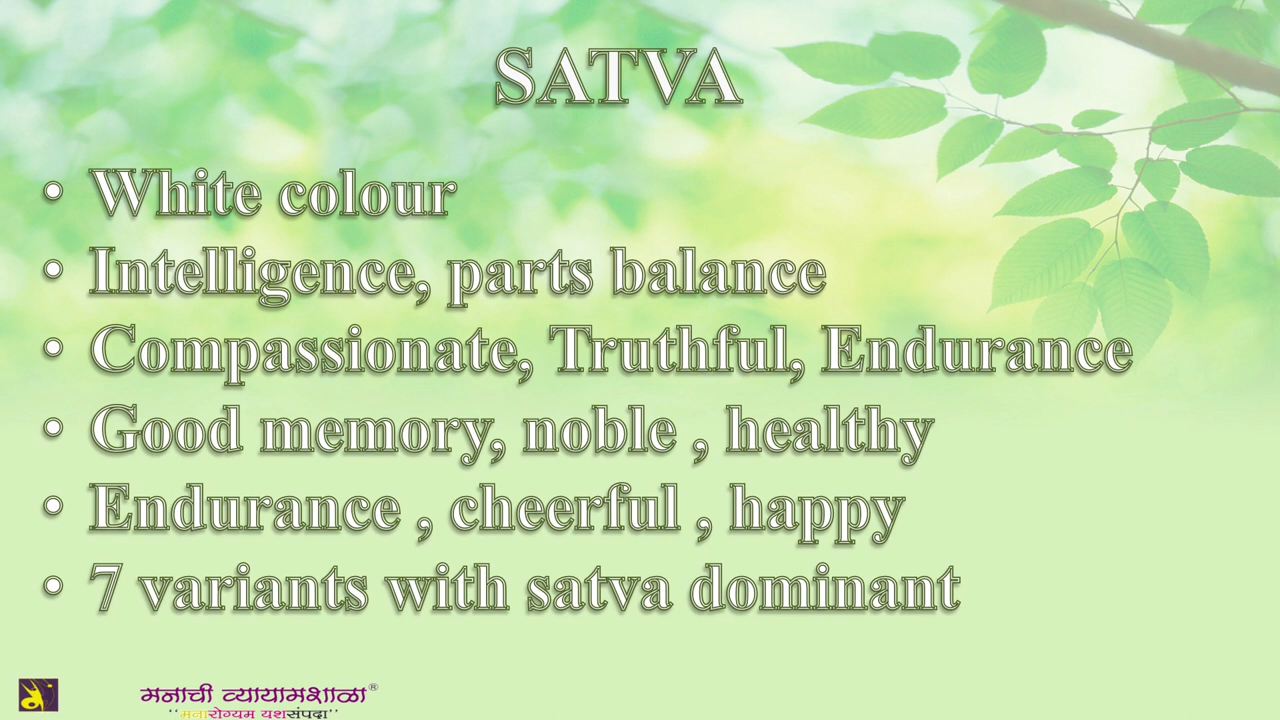 SATVA
• White colour
• Intelligence, parts balance
• Compassionate, Truthful, Endurance
• Good memory, noble , healthy
• Endurance , cheerful , happy
• 7 variants with satva dominant
मनाची व्यायामशाळा®
‘‘मनारोग्यम यशसंपदा’’